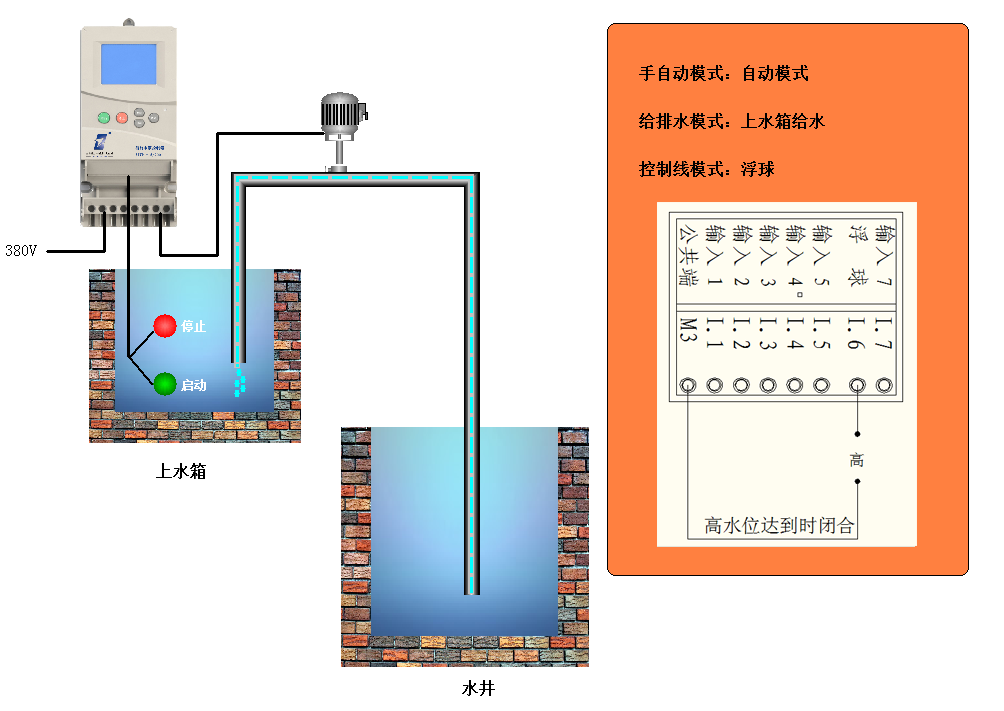 手自动模式：自动模式
给排水模式：上水箱给水
控制线模式：浮球
380V
停止
启动
上水箱
水井
公共端 输入1 输入2 输入3 输入4 输入5 浮球 输入7
M3 I.1 I.2 I.3 I.4 I.5 I.6 I.7
高
高水位达到时闭合